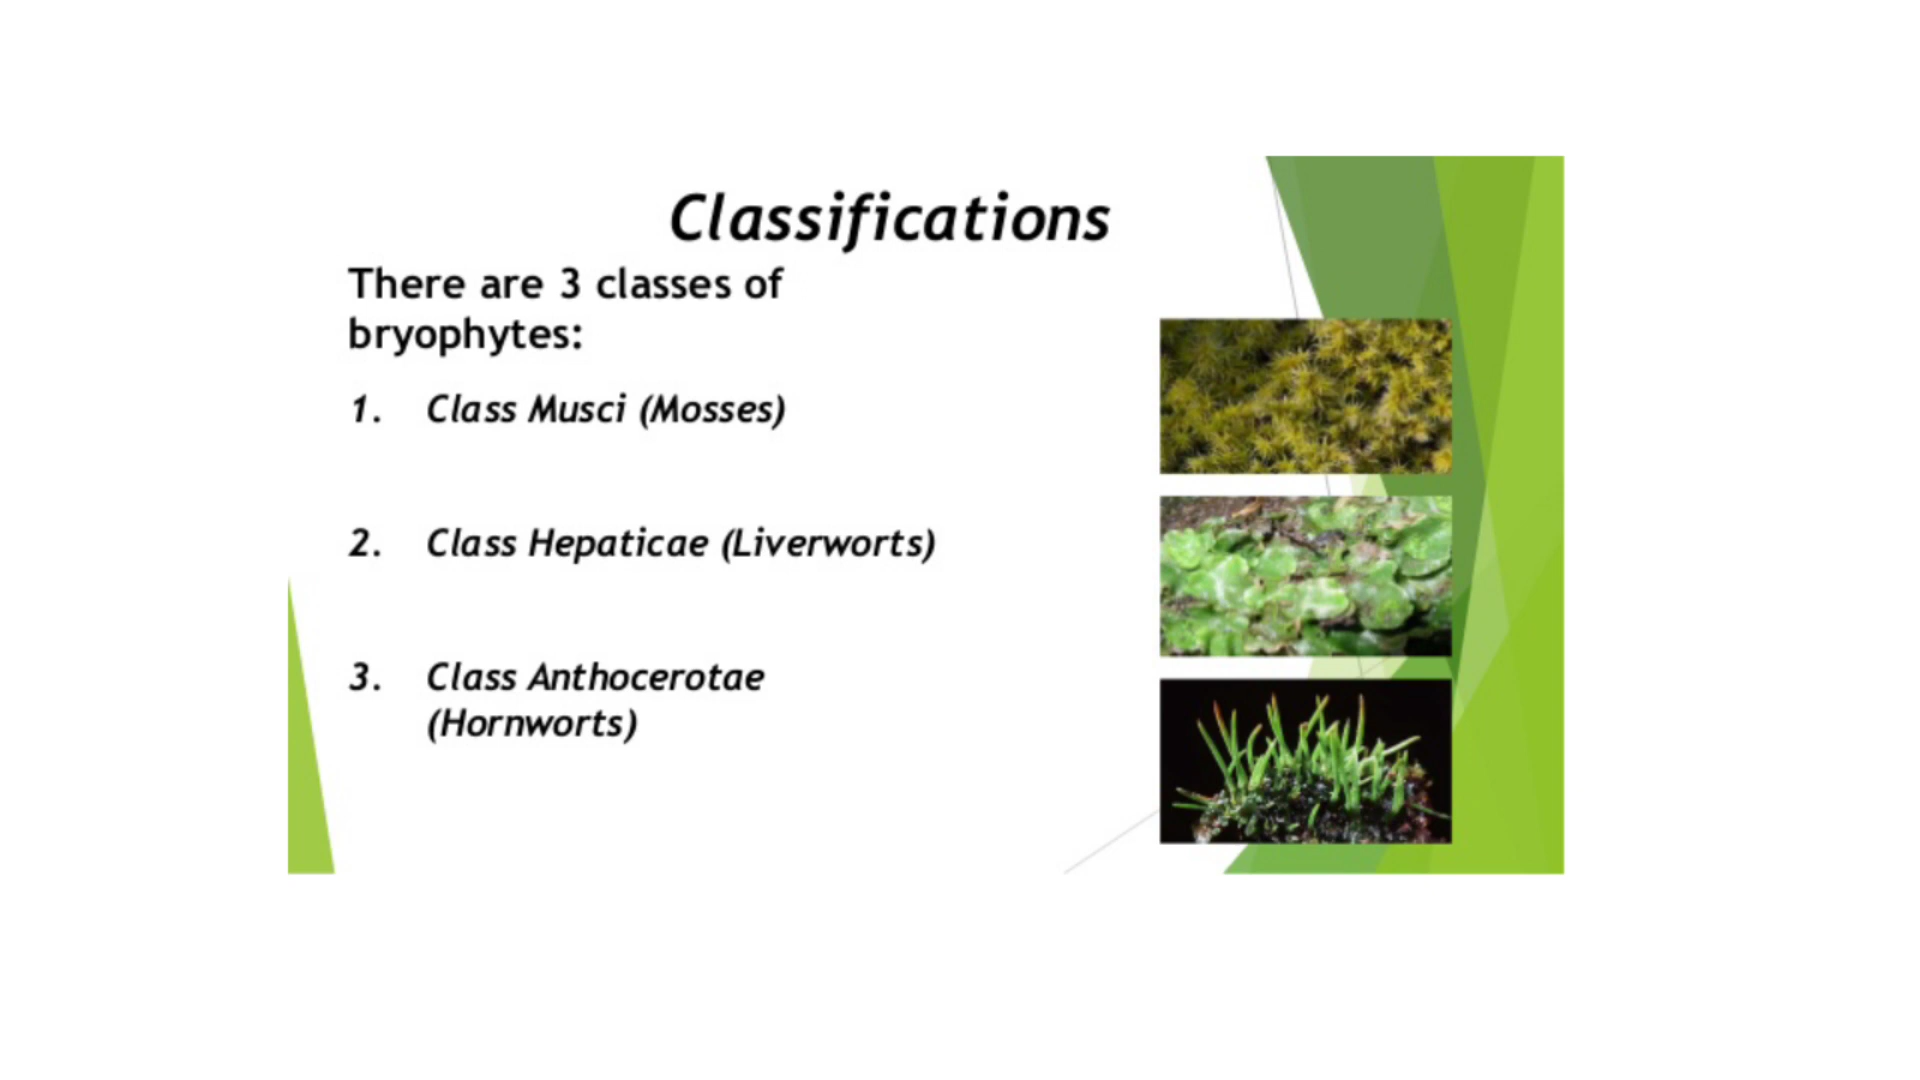 Classifications
There are 3 classes of
bryophytes:
1. Class Musci (Mosses)
2. Class Hepaticae (Liverworts)
3. Class Anthocerotae
(Hornworts)